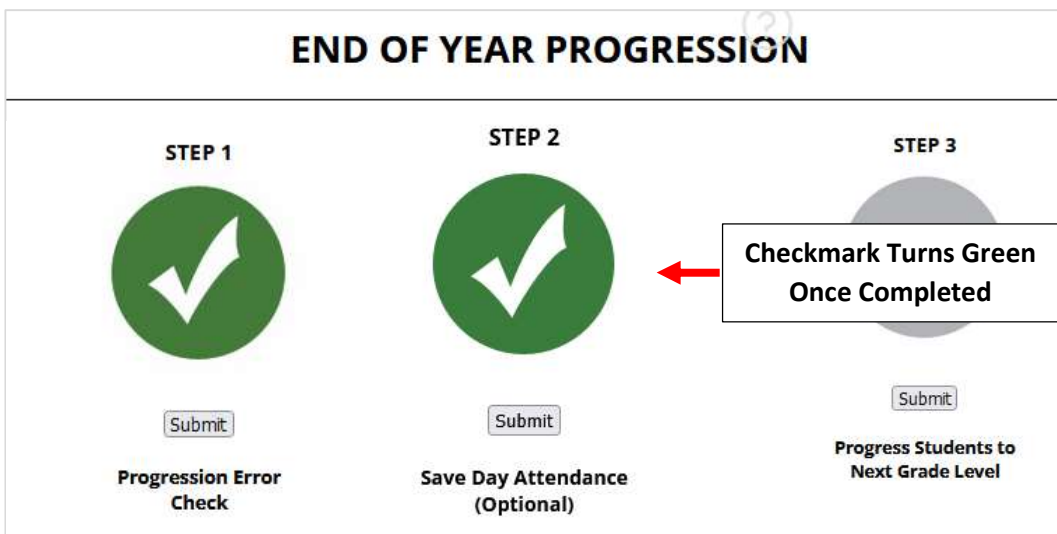 END OF YEAR PROGRESSION
STEP 1
Submit
Progression Error
Check
STEP 2
Submit
Save Day Attendance
(Optional)
STEP 3
Checkmark Turns Green
Once Completed
Submit
Progress Students to
Next Grade Level